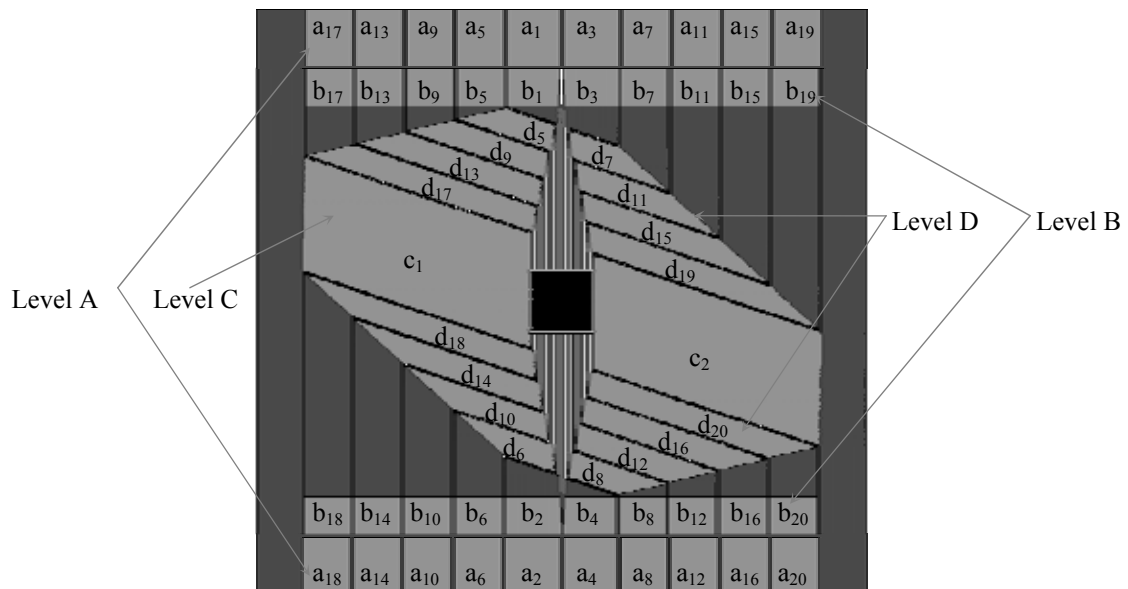 a17 a13 a9 a5 a1 a3 a7 a11 a15 a19
b17 b13 b9 b5 b1 b3 b7 b11 b15 b19
d5
d7
d9
d13
d11
d17
Level D
Level B
d15
c1
d19
Level A
Level C
d18
c2
d14
d10
d20
d6
d16
d12
d8
b18 b14 b10 b6 b2 b4 b8 b12 b16 b20
a18 a14 a10 a6 a2 a4 a8 a12 a16 a20